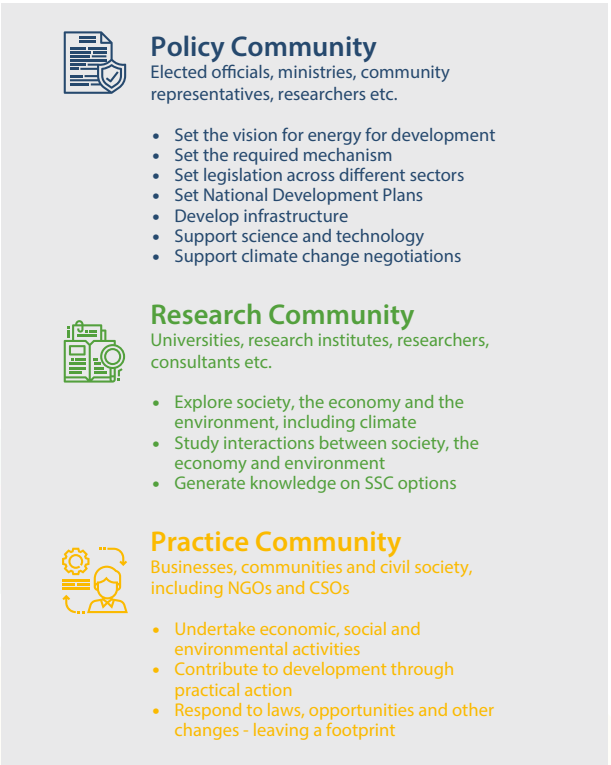 Policy Community
Elected officials, ministries, community
representatives, researchers etc.
• Set the vision for energy for development
• Set the required mechanism
• Set legislation across different sectors
• Set National Development Plans
• Develop infrastructure
• Support science and technology
• Support climate change negotiations
Research Community
Universities, research institutes, researchers,
consultants etc.
• Explore society, the economy and the
environment, including climate
• Study interactions between society, the
economy and environment
• Generate knowledge on SSC options
Practice Community
Businesses, communities and civil society,
including NGOs and CSOs
• Undertake economic, social and
environmental activities
• Contribute to development through
practical action
• Respond to laws, opportunities and other
changes - leaving a footprint